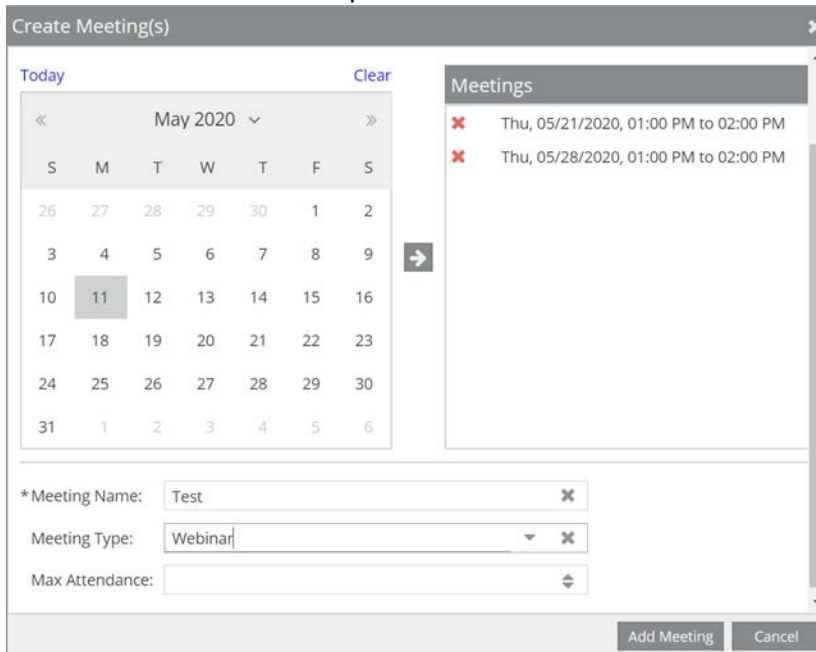 Create Meeting(s)
Today Clear
« May 2020 »
S M T W T F S
26 27 28 29 30 1 2
3 4 5 6 7 8 9
10 11 12 13 14 15 16
17 18 19 20 21 22 23
24 25 26 27 28 29 30
31 1 2 3 4 5 6
Meetings
Thu, 05/21/2020, 01:00 PM to 02:00 PM
Thu, 05/28/2020, 01:00 PM to 02:00 PM
*Meeting Name: Test
Meeting Type: Webinar
Max Attendance:
Add Meeting Cancel